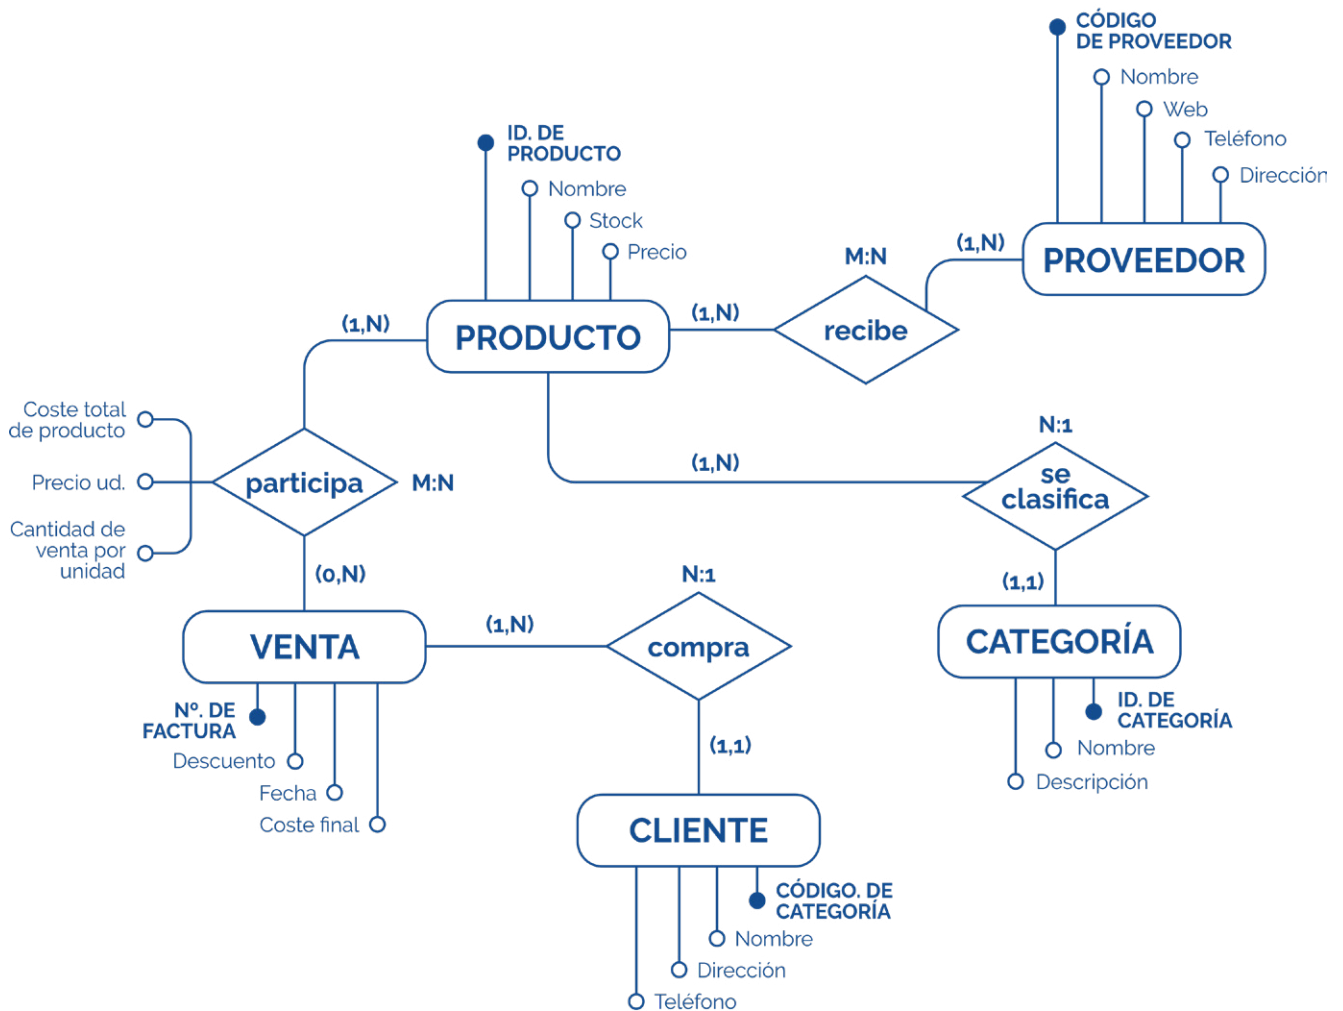 CÓDIGO
DE PROVEEDOR
Nombre
Web
Teléfono
Dirección
PROVEEDOR
ID. DE
PRODUCTO
Nombre
Stock
Precio
(1,N)
M:N
(1,N)
recibe
(1,N)
PRODUCTO
Coste total
de producto
Precio ud.
Cantidad de
venta por
unidad
participa
M:N
(1,N)
N:1
se
clasifica
(0,N)
(1,1)
VENTA
(1,N)
N:1
compra
CATEGORÍA
Nº. DE
FACTURA
Descuento
Fecha
Coste final
ID. DE
CATEGORÍA
Nombre
Descripción
(1,1)
CLIENTE
CÓDIGO. DE
CATEGORÍA
Nombre
Dirección
Teléfono